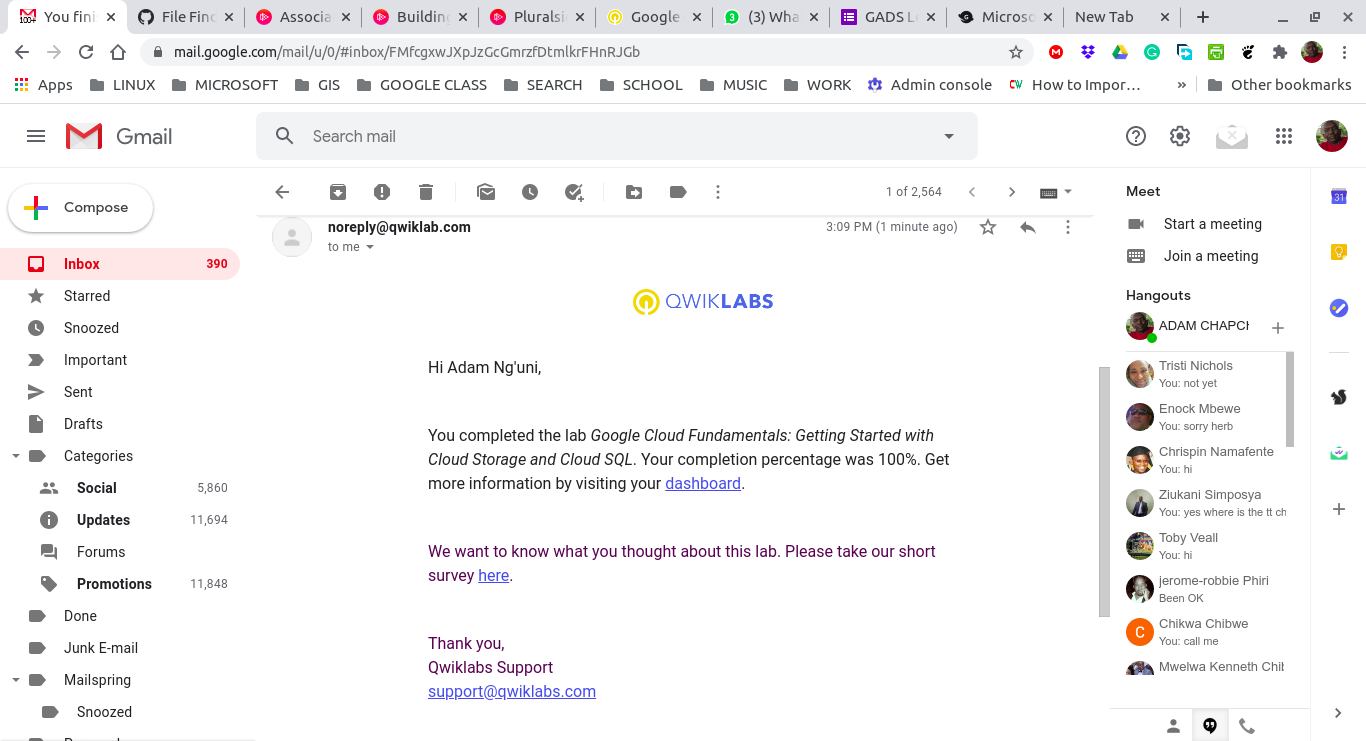 100+ You fini
File Finc
Associa
Building
Pluralsi
Google
3 (3) Wha
GADS L
Microso
New Tab
mail.google.com/mail/u/0/#inbox/FMfcgxwJXpJzGcGmrzfDtmlkrFHnRJGb
Apps
LINUX
MICROSOFT
GIS
GOOGLE CLASS
SEARCH
SCHOOL
MUSIC
WORK
Admin console
How to Impor…
»
Other bookmarks
Gmail
Search mail
Compose
1 of 2,564
Inbox 390
Starred
Snoozed
Important
Sent
Drafts
Categories
Social 5,860
Updates 11,694
Forums
Promotions 11,848
Done
Junk E-mail
Mailspring
Snoozed
noreply@qwiklab.com
3:09 PM (1 minute ago)
to me
QWIKLABS
Hi Adam Ng'uni,
You completed the lab Google Cloud Fundamentals: Getting Started with
Cloud Storage and Cloud SQL. Your completion percentage was 100%. Get
more information by visiting your dashboard.
We want to know what you thought about this lab. Please take our short
survey here.
Thank you,
Qwiklabs Support
support@qwiklabs.com
Meet
Start a meeting
Join a meeting
Hangouts
ADAM CHAPCH
Tristi Nichols
You: not yet
Enock Mbewe
You: sorry herb
Chrispin Namafente
You: hi
Ziukani Simposya
You: yes where is the tt ch
Toby Veall
You: hi
jerome-robbie Phiri
Been OK
C
Chikwa Chibwe
You: call me
Mwelwa Kenneth Chib
31